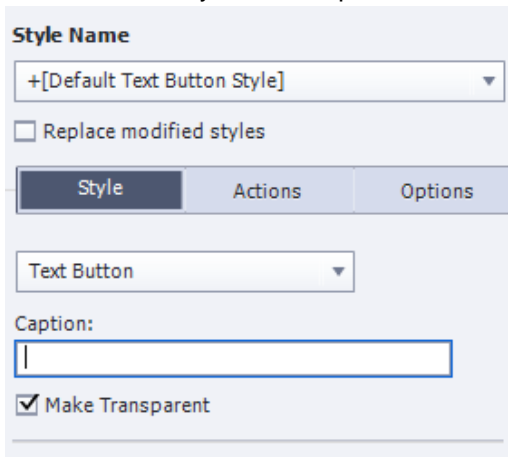 Style Name
+[Default Text Button Style]
Replace modified styles
Style Actions Options
Text Button
Caption:
Make Transparent